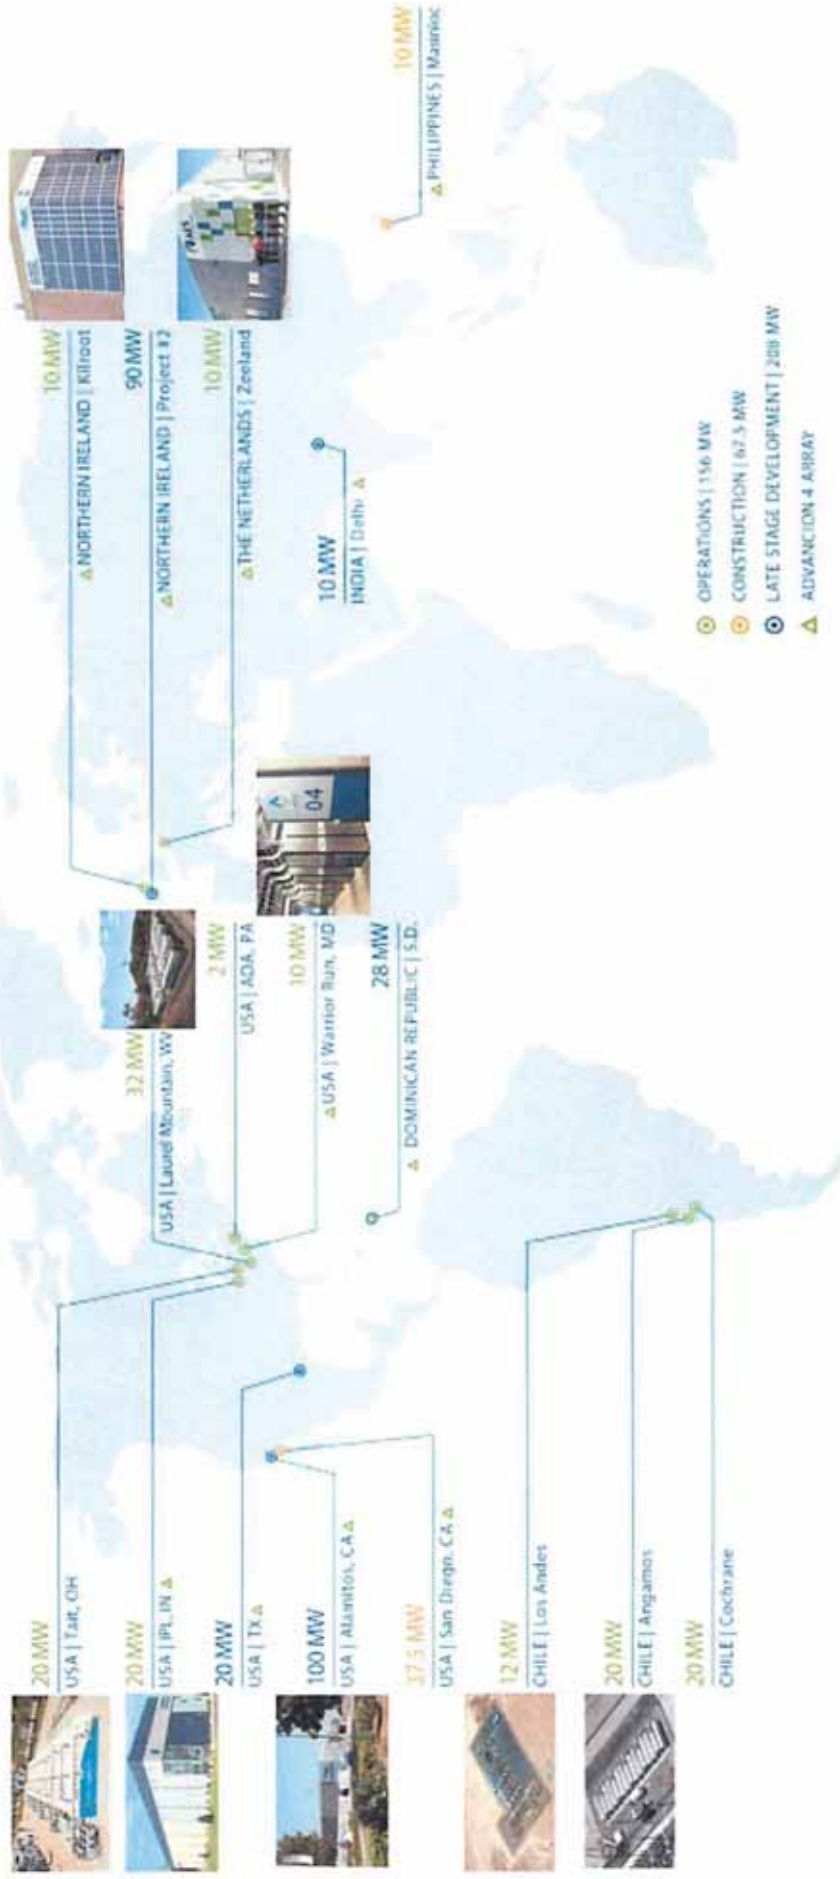 20 MW
USA | Tait, OH
20 MW
USA | IPL, IN
20 MW
USA | TX
100 MW
USA | Alamitos, CA
37.5 MW
USA | San Diego, CA
12 MW
CHILE | Los Andes
20 MW
CHILE | Angamos
20 MW
CHILE | Cochrane
32 MW
USA | Laurel Mountain, WV
2 MW
USA | ADA, PA
10 MW
USA | Warrior Run, MD
28 MW
DOMINICAN REPUBLIC | S.D.
04
10 MW
NORTHERN IRELAND | Kilroot
90 MW
NORTHERN IRELAND | Project #2
10 MW
THE NETHERLANDS | Zeeland
10 MW
INDIA | Delhi
10 MW
PHILIPPINES | Masinloc
OPERATIONS | 156 MW
CONSTRUCTION | 67.5 MW
LATE STAGE DEVELOPMENT | 208 MW
ADVANCION 4 ARRAY